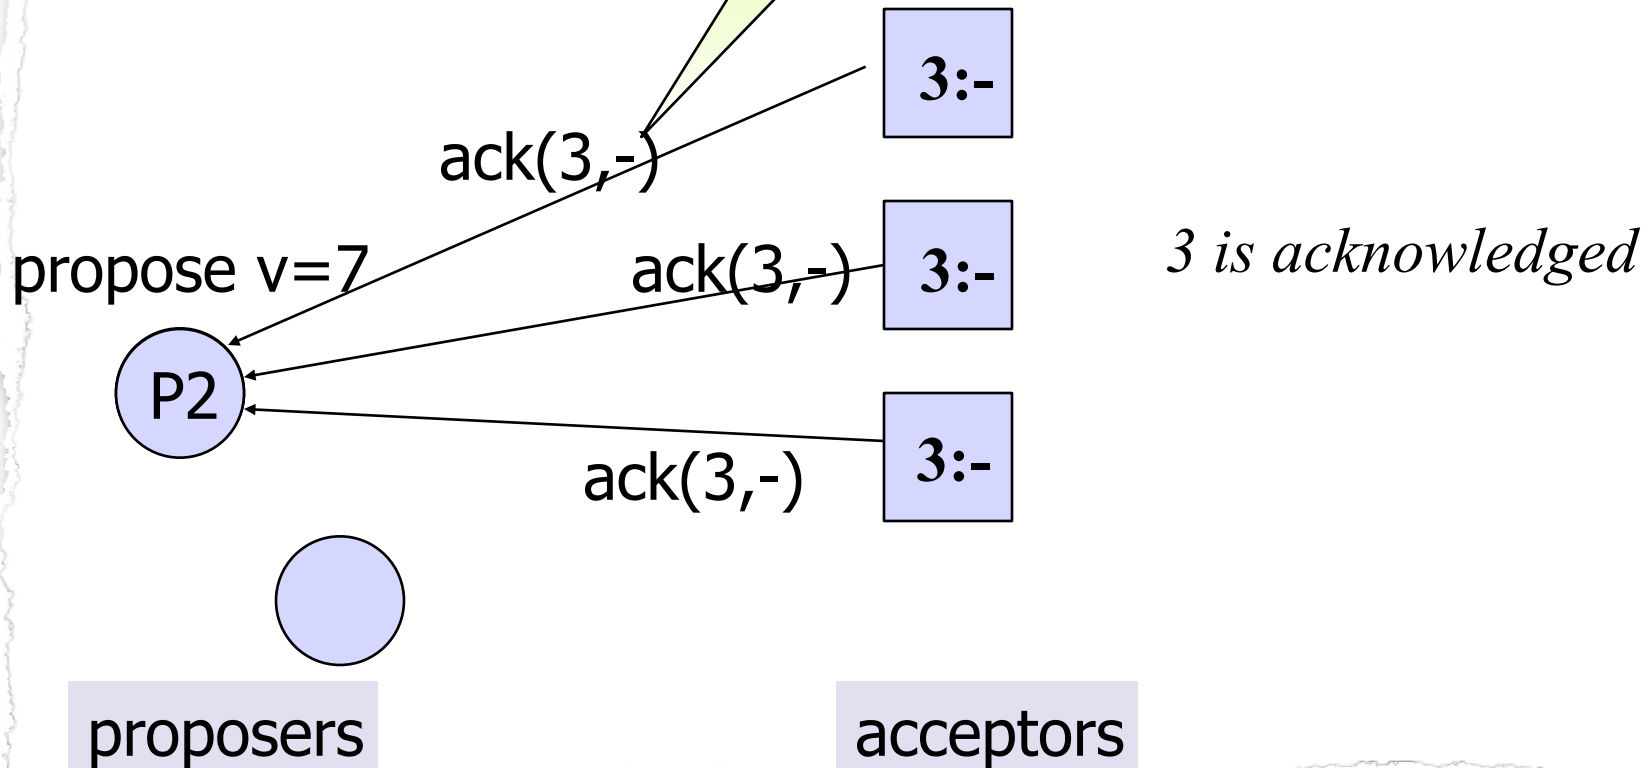 3:-
ack(3,-)
propose v=7
ack(3,-)
3:-
3 is acknowledged
P2
ack(3,-)
3:-
proposers
acceptors